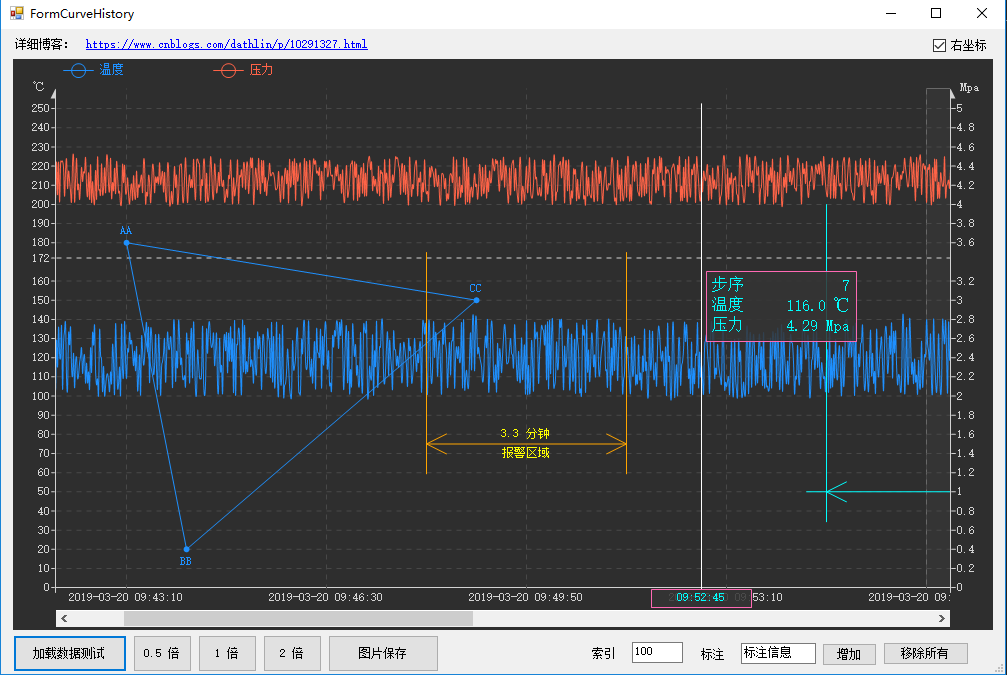 FormCurveHistory
详细博客： https://www.cnblogs.com/dathlin/p/10291327.html 右坐标
温度 压力
℃ Mpa
250 5
240 4.8
230 4.6
220 4.4
210 4.2
200 4
190 3.8
AA
180 3.6
172
步序 7
160 3.2
CC
150 3
温度 116.0 ℃
140 2.8
压力 4.29 Mpa
130 2.6
120 2.4
110 2.2
100 2
90 1.8
80 3.3 分钟 1.6
70 报警区域 1.4
60 1.2
50 1
40 0.8
30 0.6
20 0.4
BB
10 0.2
0 0
2019-03-20 09:43:10 2019-03-20 09:46:30 2019-03-20 09:49:50 09:52:45 53:10 2019-03-20 09:
加载数据测试 0.5 倍 1 倍 2 倍 图片保存 索引 100 标注 标注信息 增加 移除所有